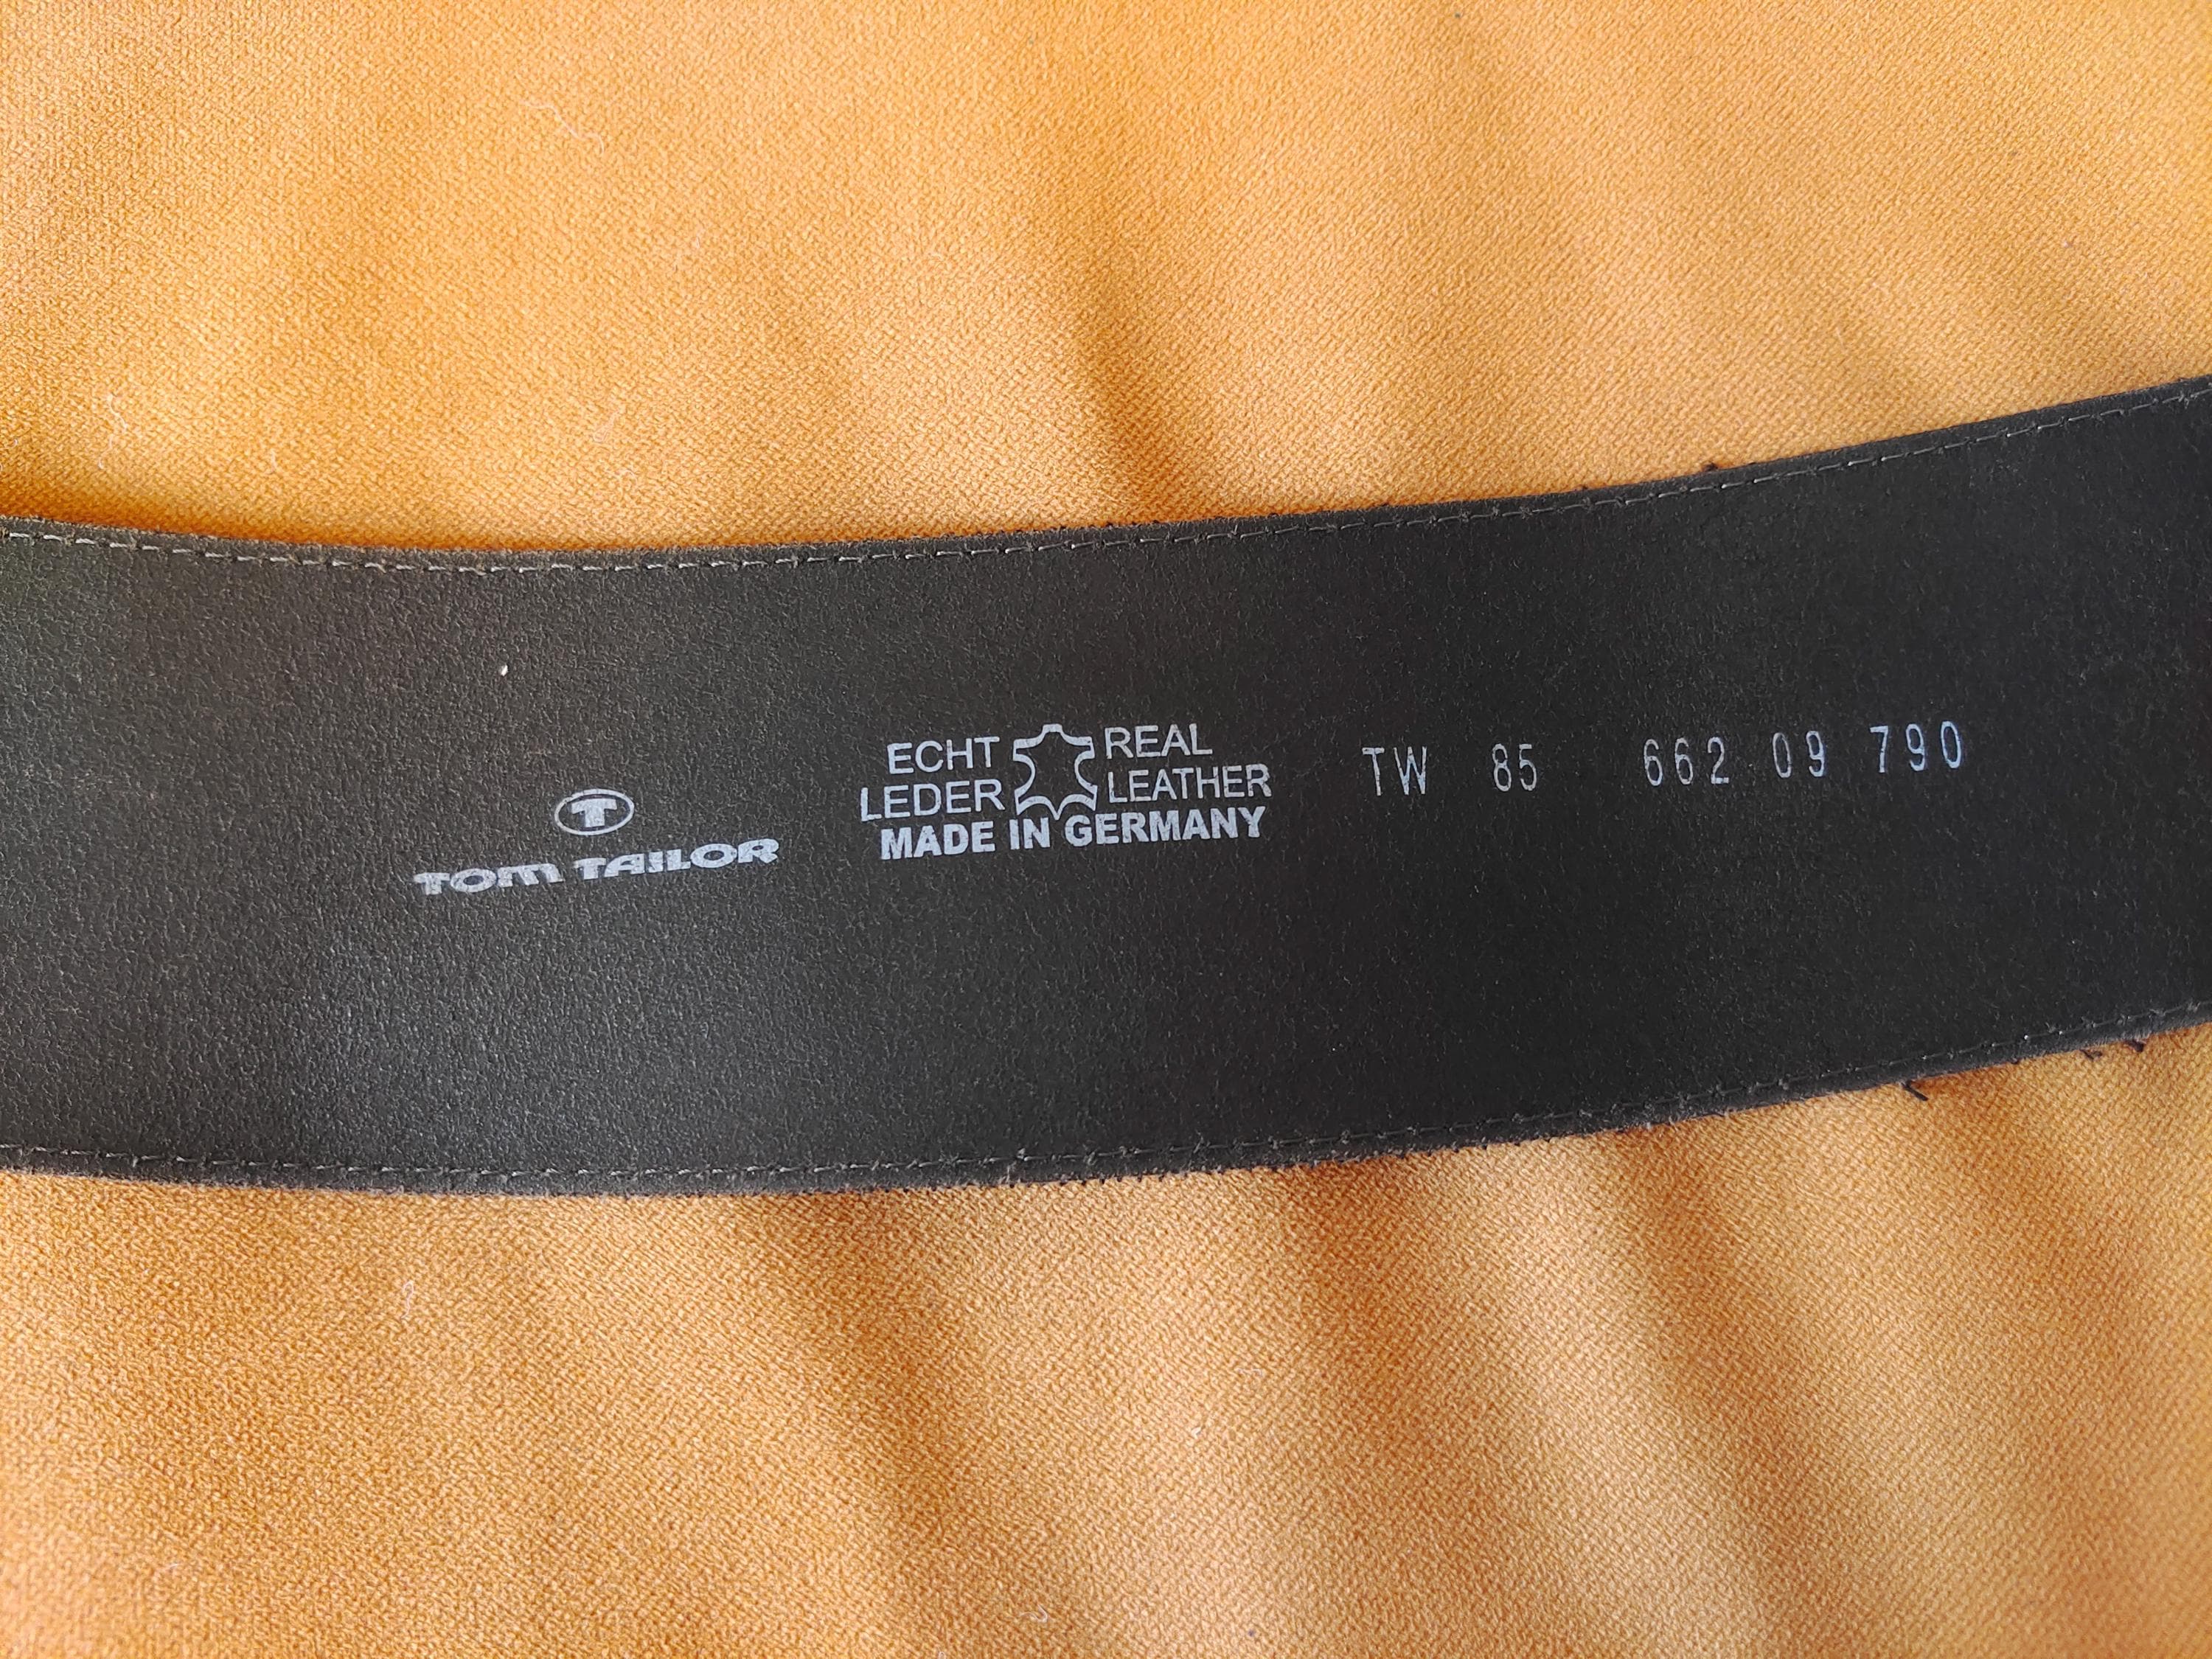 T
TOM TAILOR
ECHT
LEDER
REAL
LEATHER
MADE IN GERMANY
TW 85 662 09 790